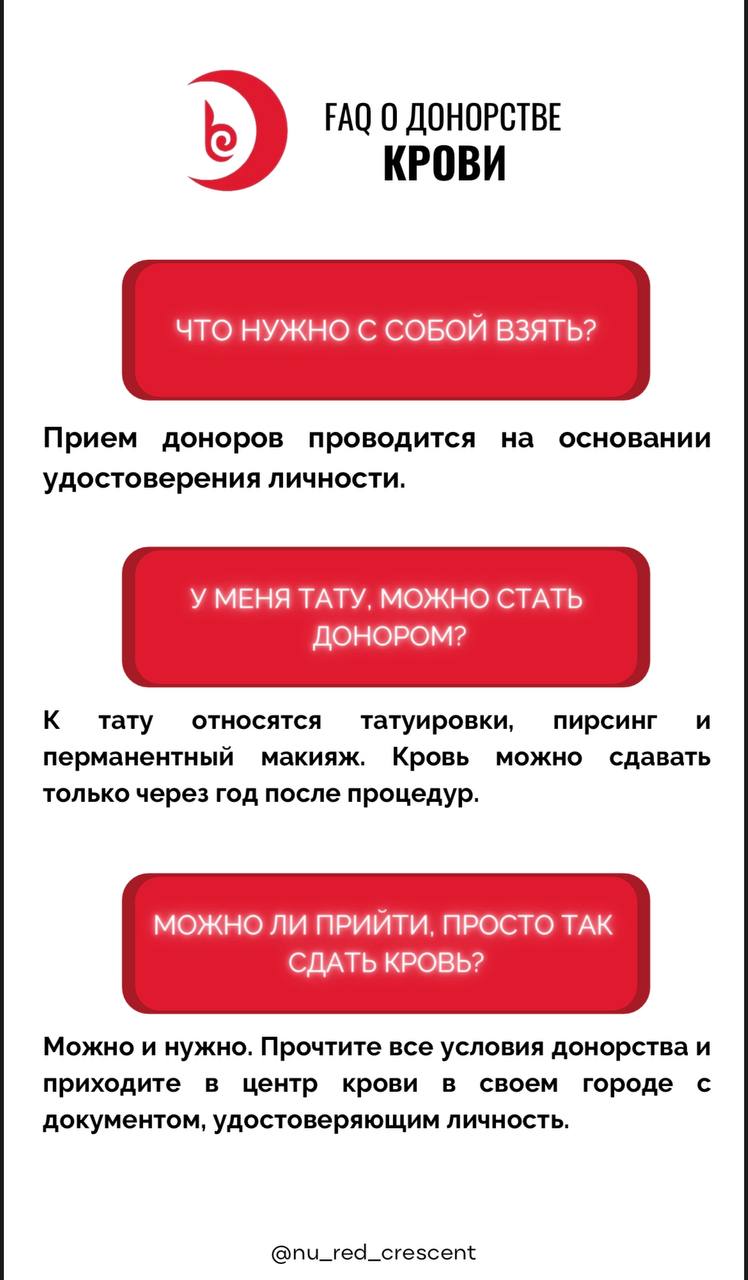 FAQ О ДОНОРСТВЕ
КРОВИ
ЧТО НУЖНО С СОБОЙ ВЗЯТЬ?
Прием доноров проводится на основании
удостоверения личности.
У МЕНЯ ТАТУ, МОЖНО СТАТЬ
ДОНОРОМ?
К тату относятся татуировки, пирсинг и
перманентный макияж. Кровь можно сдавать
только через год после процедур.
МОЖНО ЛИ ПРИЙТИ, ПРОСТО ТАК
СДАТЬ КРОВЬ?
Можно и нужно. Прочтите все условия донорства и
приходите в центр крови в своем городе с
документом, удостоверяющим личность.
@nu_red_crescent